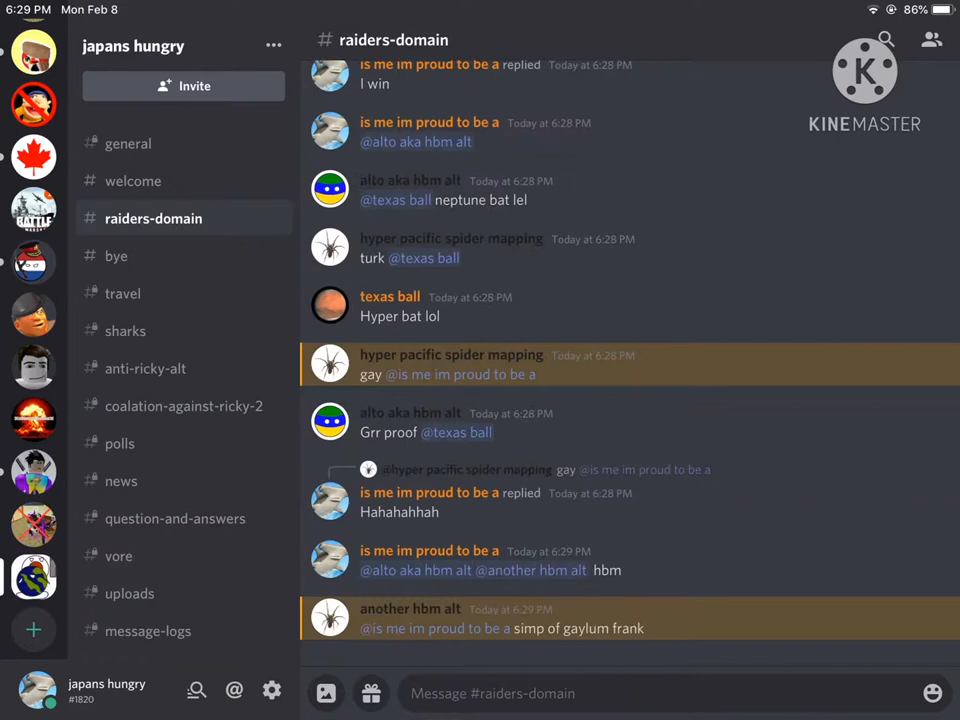 6:29 PM Mon Feb 8 86%
japans hungry
Invite
general
welcome
raiders-domain
bye
travel
sharks
anti-ricky-alt
coalation-against-ricky-2
polls
news
question-and-answers
vore
uploads
message-logs
japans hungry
#1820
raiders-domain
KINEMASTER
is me im proud to be a replied Today at 6:28 PM
I win
is me im proud to be a Today at 6:28 PM
@alto aka hbm alt
alto aka hbm alt Today at 6:28 PM
@texas ball neptune bat lel
hyper pacific spider mapping Today at 6:28 PM
turk @texas ball
texas ball Today at 6:28 PM
Hyper bat lol
hyper pacific spider mapping Today at 6:28 PM
gay @is me im proud to be a
alto aka hbm alt Today at 6:28 PM
Grr proof @texas ball
@hyper pacific spider mapping gay @is me im proud to be a
is me im proud to be a replied Today at 6:28 PM
Hahahahhah
is me im proud to be a Today at 6:29 PM
@alto aka hbm alt @another hbm alt hbm
another hbm alt Today at 6:29 PM
@is me im proud to be a simp of gaylum frank
Message #raiders-domain